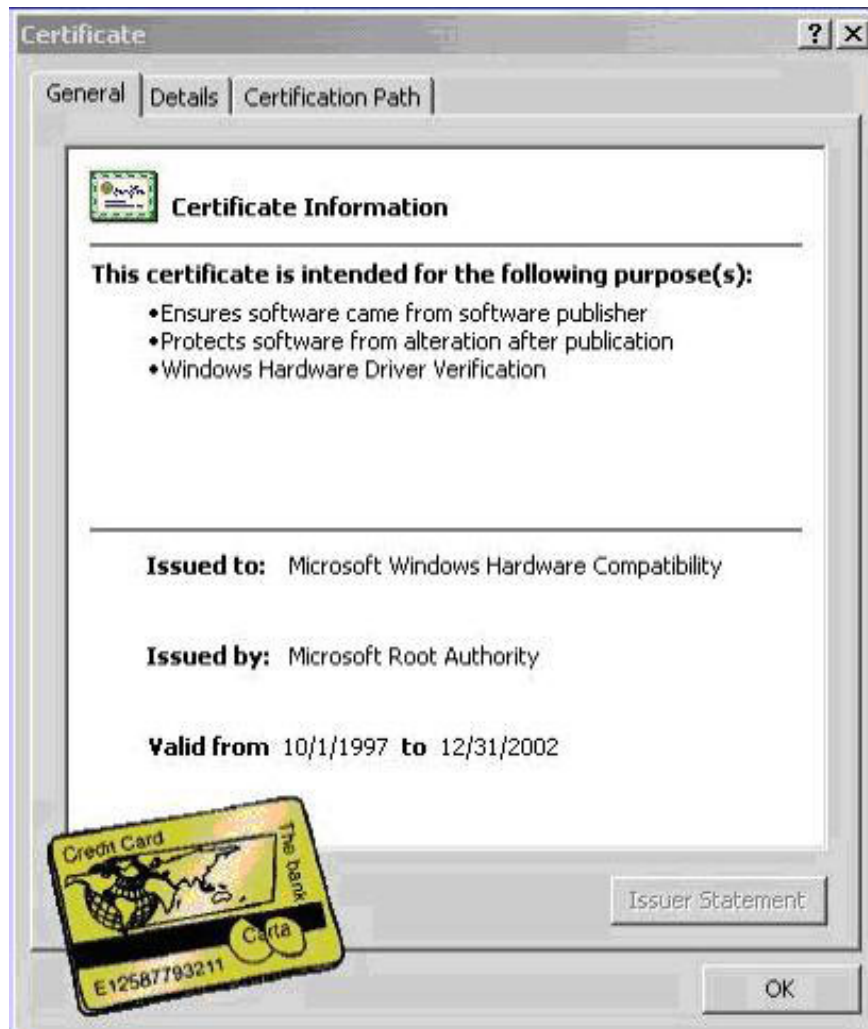 Certificate
? X
General Details Certification Path
Certificate Information
This certificate is intended for the following purpose(s):
•Ensures software came from software publisher
•Protects software from alteration after publication
•Windows Hardware Driver Verification
Issued to: Microsoft Windows Hardware Compatibility
Issued by: Microsoft Root Authority
Valid from 10/1/1997 to 12/31/2002
Credit Card
The bank
Carta
E12587793211
Issuer Statement
OK